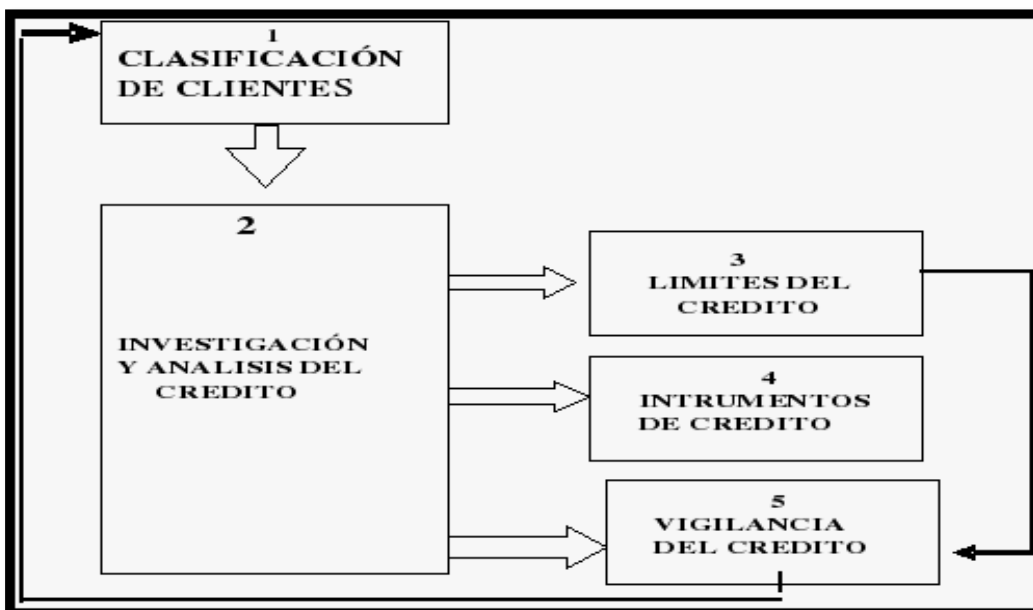 1
CLASIFICACIÓN
DE CLIENTES
2
INVESTIGACIÓN
Y ANALISIS DEL
CREDITO
3
LIMITES DEL
CREDITO
4
INTRUMENTOS
DE CREDITO
5
VIGILANCIA
DEL CREDITO